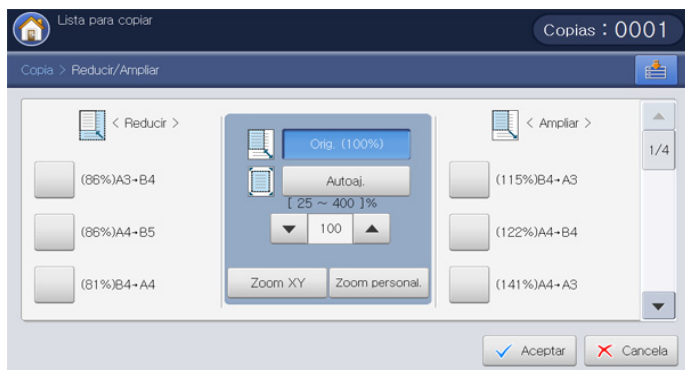 Lista para copiar
Copias : 0001
Copia > Reducir/Ampliar
< Reducir >
(86%)A3→B4
(86%)A4→B5
(81%)B4→A4
Orig. (100%)
Autoaj.
[ 25 ~ 400 ]%
100
Zoom XY
Zoom personal.
< Ampliar >
(115%)B4→A3
(122%)A4→B4
(141%)A4→A3
1/4
Aceptar
Cancela